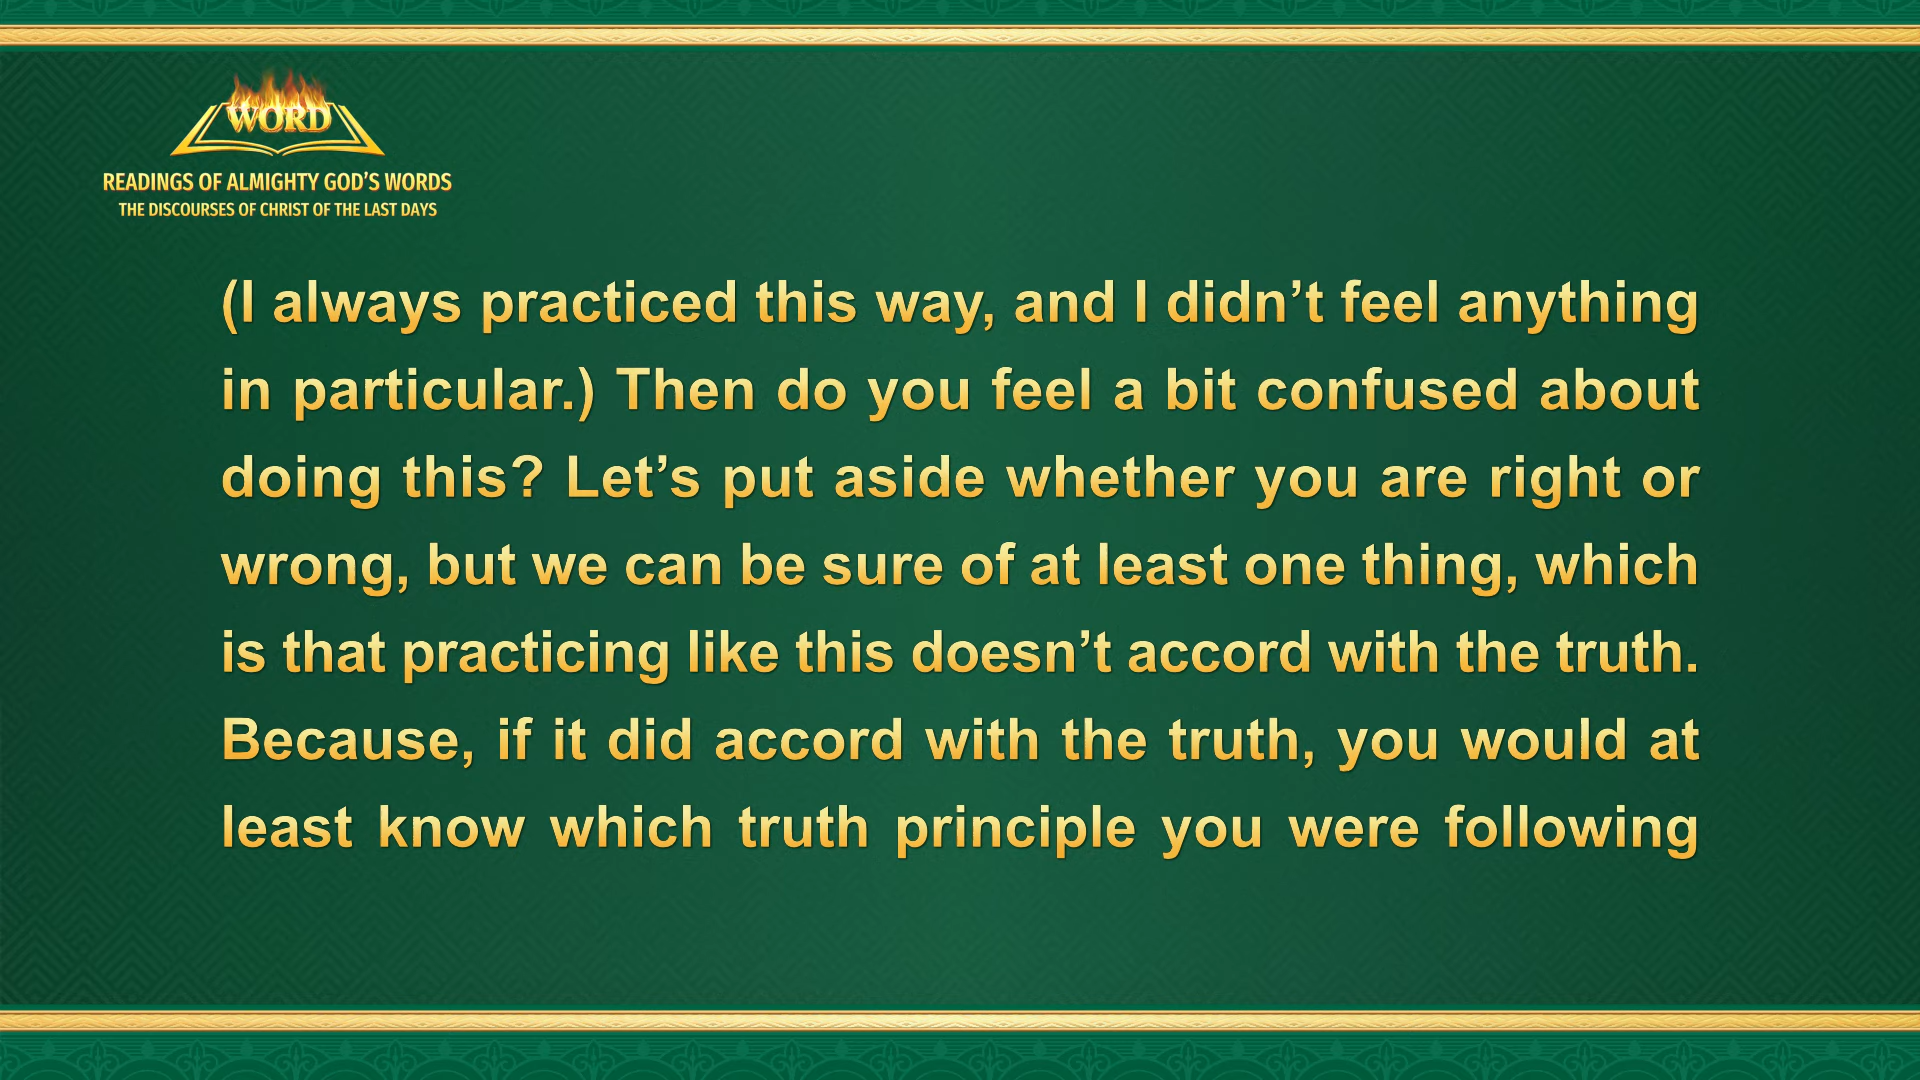 WORD
READINGS OF ALMIGHTY GOD’S WORDS
THE DISCOURSES OF CHRIST OF THE LAST DAYS
(I always practiced this way, and I didn’t feel anything
in particular.) Then do you feel a bit confused about
doing this? Let’s put aside whether you are right or
wrong, but we can be sure of at least one thing, which
is that practicing like this doesn’t accord with the truth.
Because, if it did accord with the truth, you would at
least know which truth principle you were following